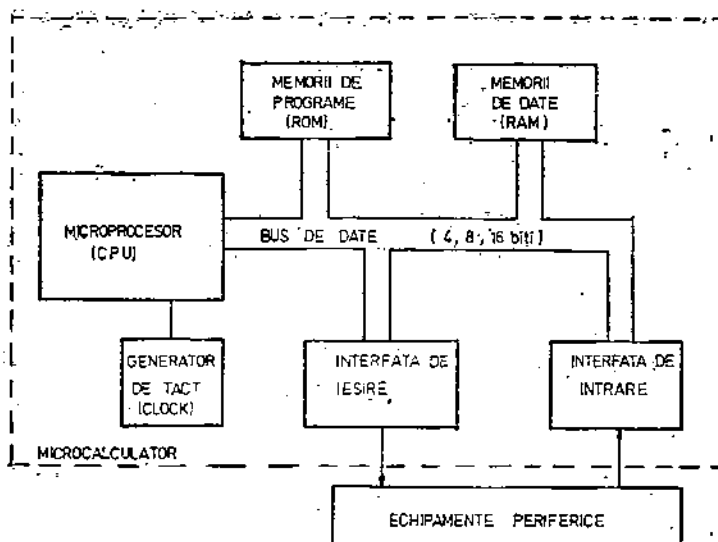 MEMORII DE
PROGRAME
(ROM)
MEMORII
DE DATE
(RAM)
MICROPROCESOR
(CPU)
BUS DE DATE (4, 8, 16 biți)
GENERATOR
DE TACT
(CLOCK)
INTERFATA DE
IESIRE
INTERFATA DE
INTRARE
MICROCALCULATOR
ECHIPAMENTE PERIFERICE